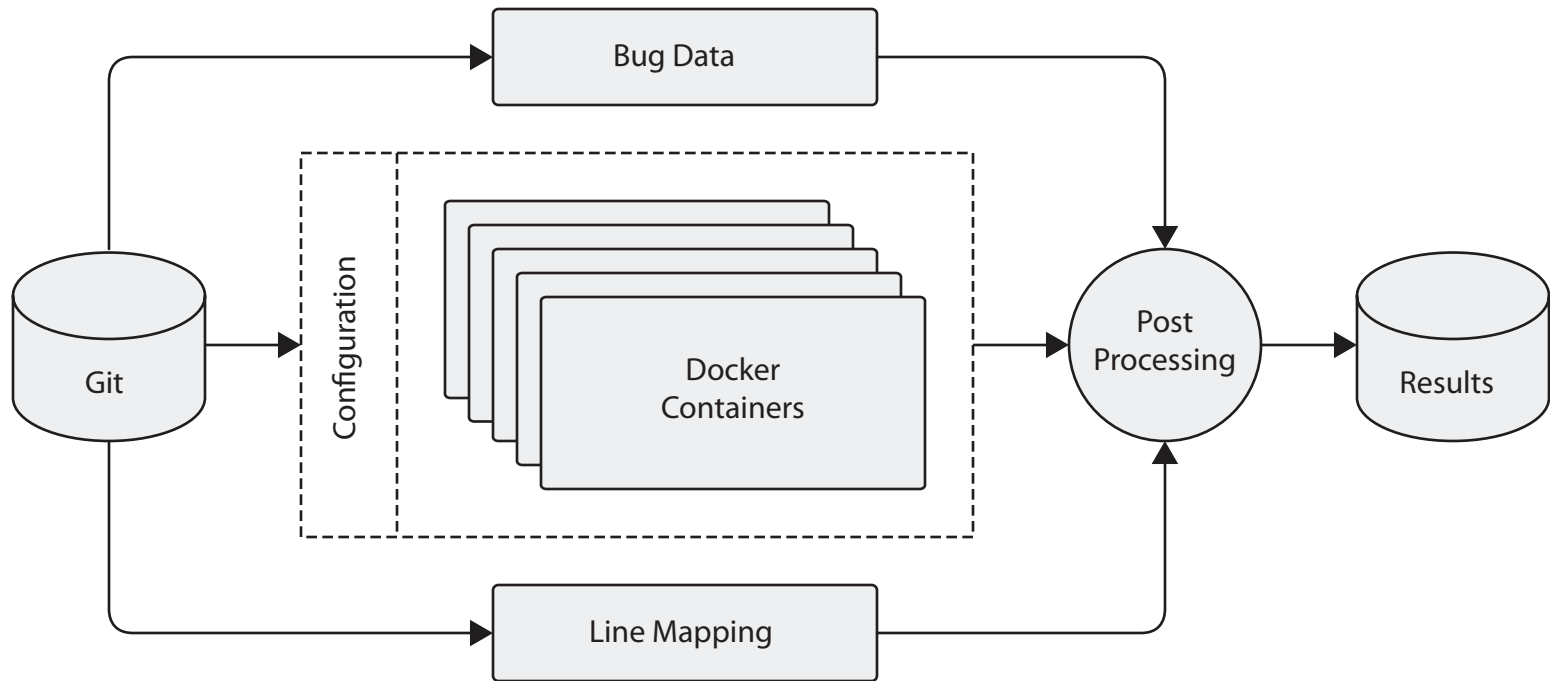 Bug Data
Configuration
Git
Docker
Containers
Post
Processing
Results
Line Mapping